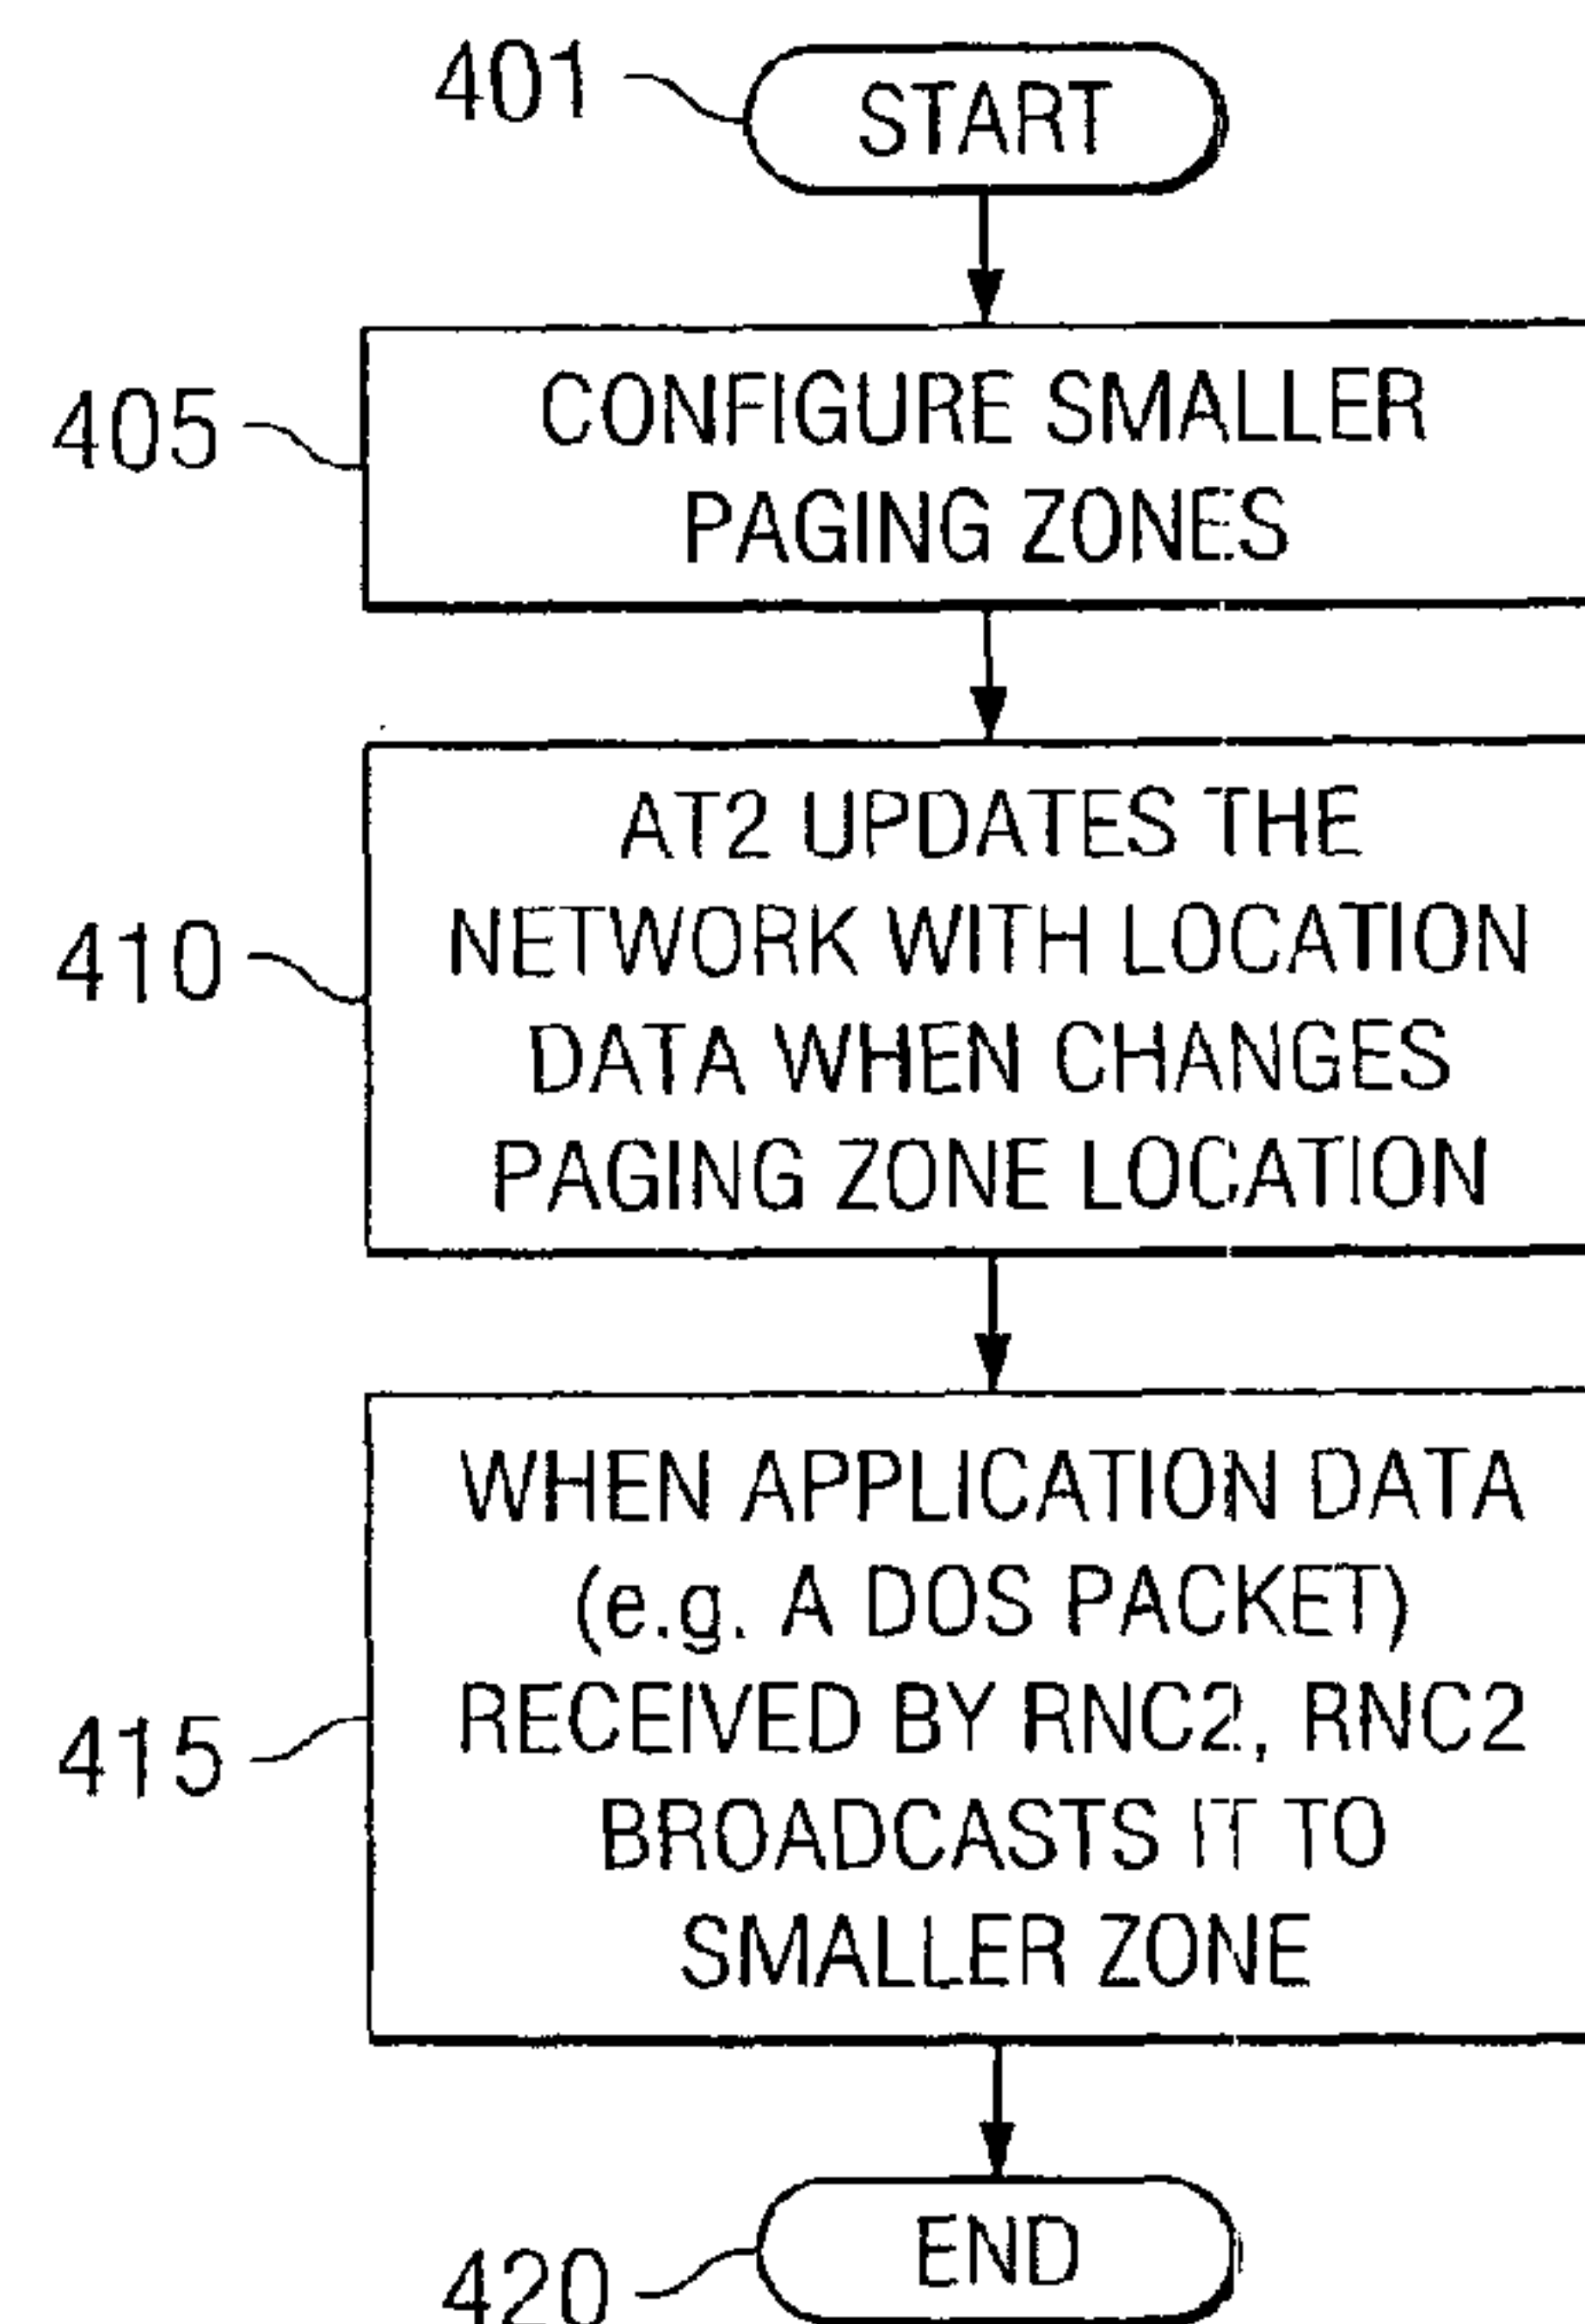 401
START
405
CONFIGURE SMALLER
PAGING ZONES
410
AT2 UPDATES THE
NETWORK WITH LOCATION
DATA WHEN CHANGES
PAGING ZONE LOCATION
415
WHEN APPLICATION DATA
(e.g. A DOS PACKET)
RECEIVED BY RNC2, RNC2
BROADCASTS IT TO
SMALLER ZONE
420
END